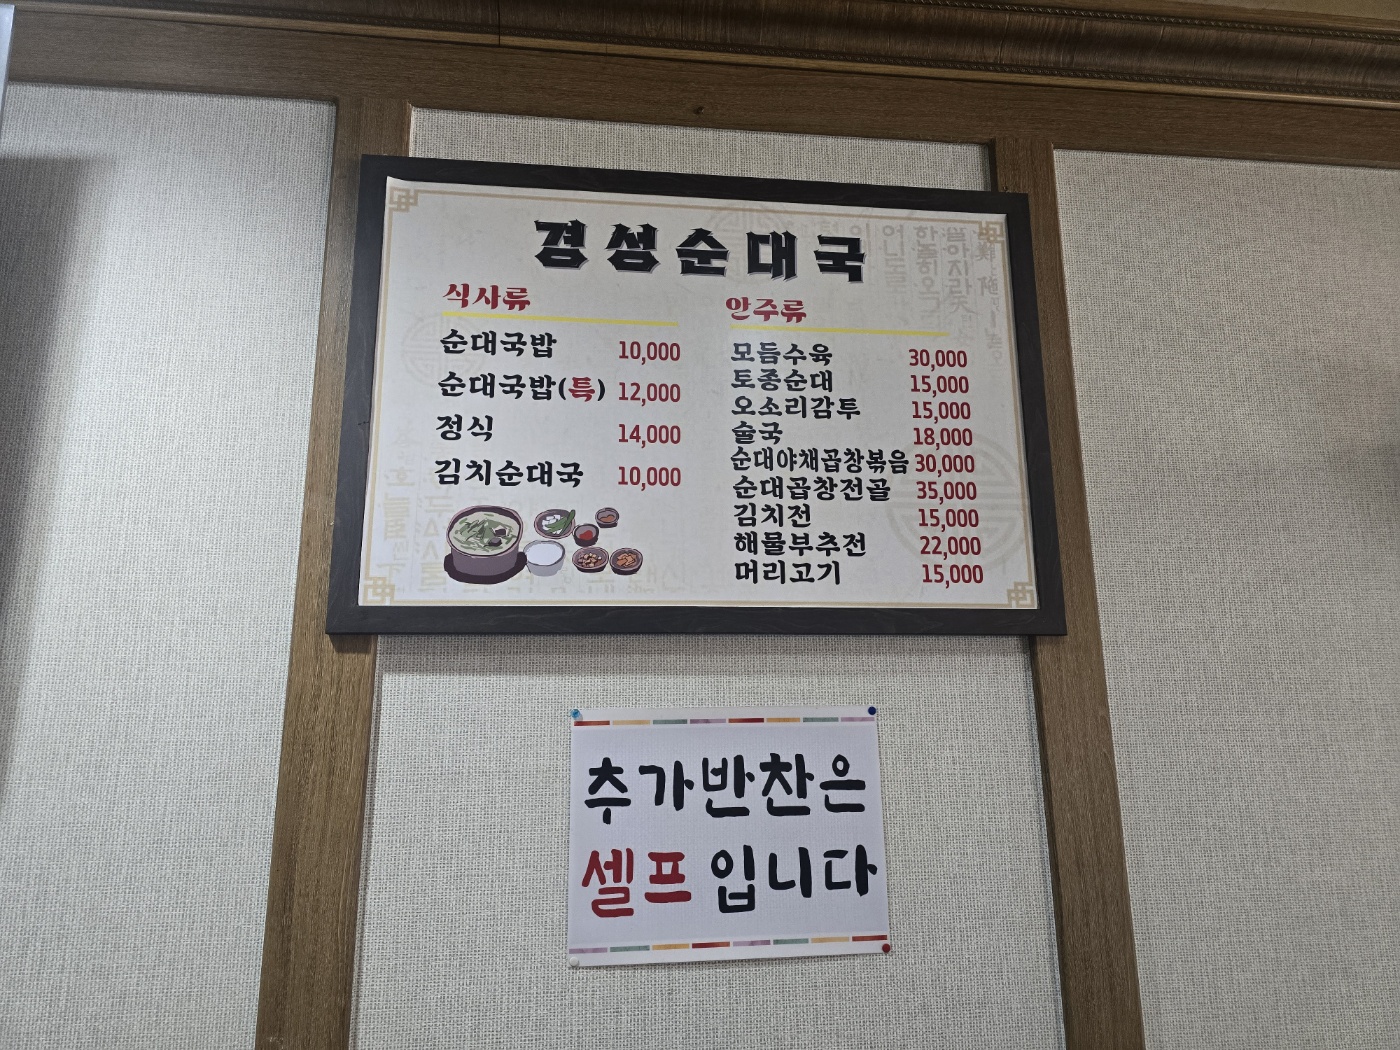 경성순대국
식사류
순대국밥 10,000
순대국밥(특) 12,000
정식 14,000
김치순대국 10,000
안주류
모듬수육 30,000
토종순대 15,000
오소리감투 15,000
술국 18,000
순대야채곱창볶음 30,000
순대곱창전골 35,000
김치전 15,000
해물부추전 22,000
머리고기 15,000
추가반찬은
셀프 입니다